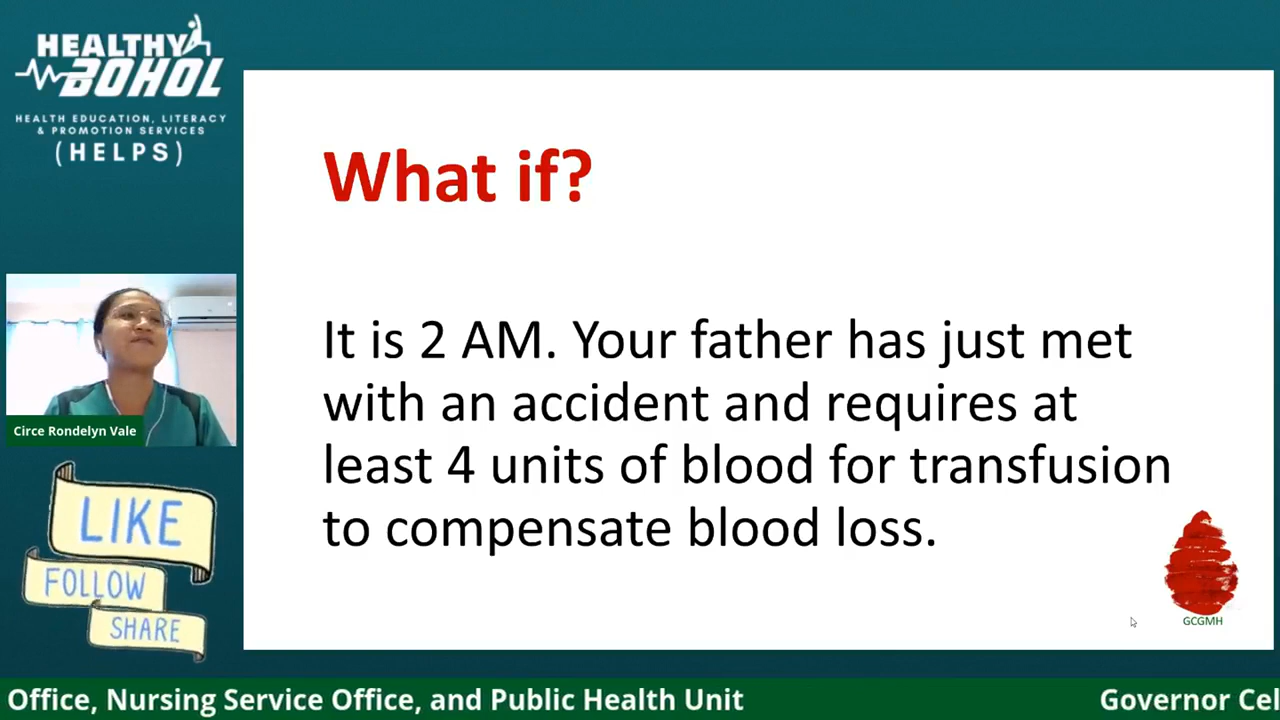 HEALTHY
BOHOL
HEALTH EDUCATION, LITERACY
& PROMOTION SERVICES
(HELPS)
What if?
It is 2 AM. Your father has just met
with an accident and requires at
least 4 units of blood for transfusion
to compensate blood loss.
Circe Rondelyn Vale
LIKE
FOLLOW
SHARE
GCGMH
Office, Nursing Service Office, and Public Health Unit
Governor Cel